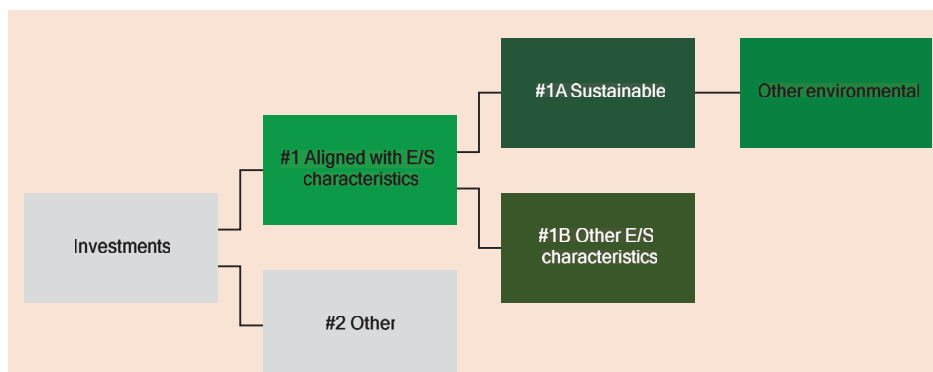 #1A Sustainable
Other environmental
#1 Aligned with E/S
characteristics
Investments
#1B Other E/S
characteristics
#2 Other